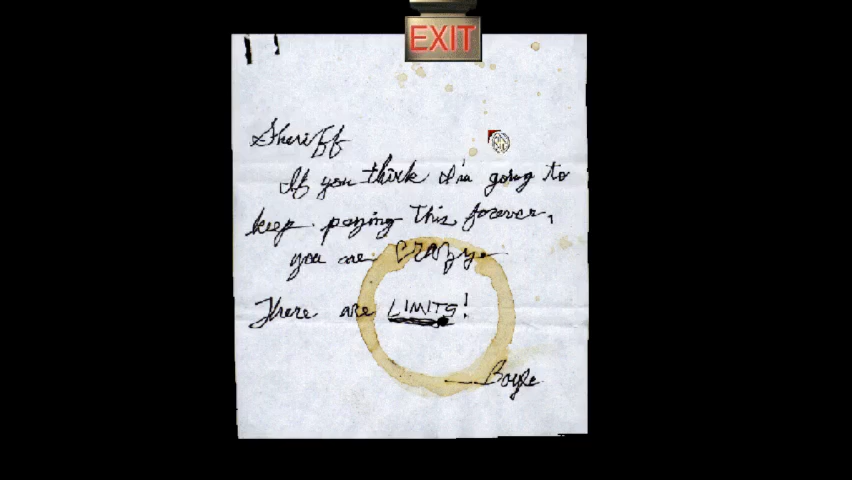 EXIT
Sheriff
If you think I'm going to
keep paying this forever,
you are crazy
There are LIMITS!
—Boyle